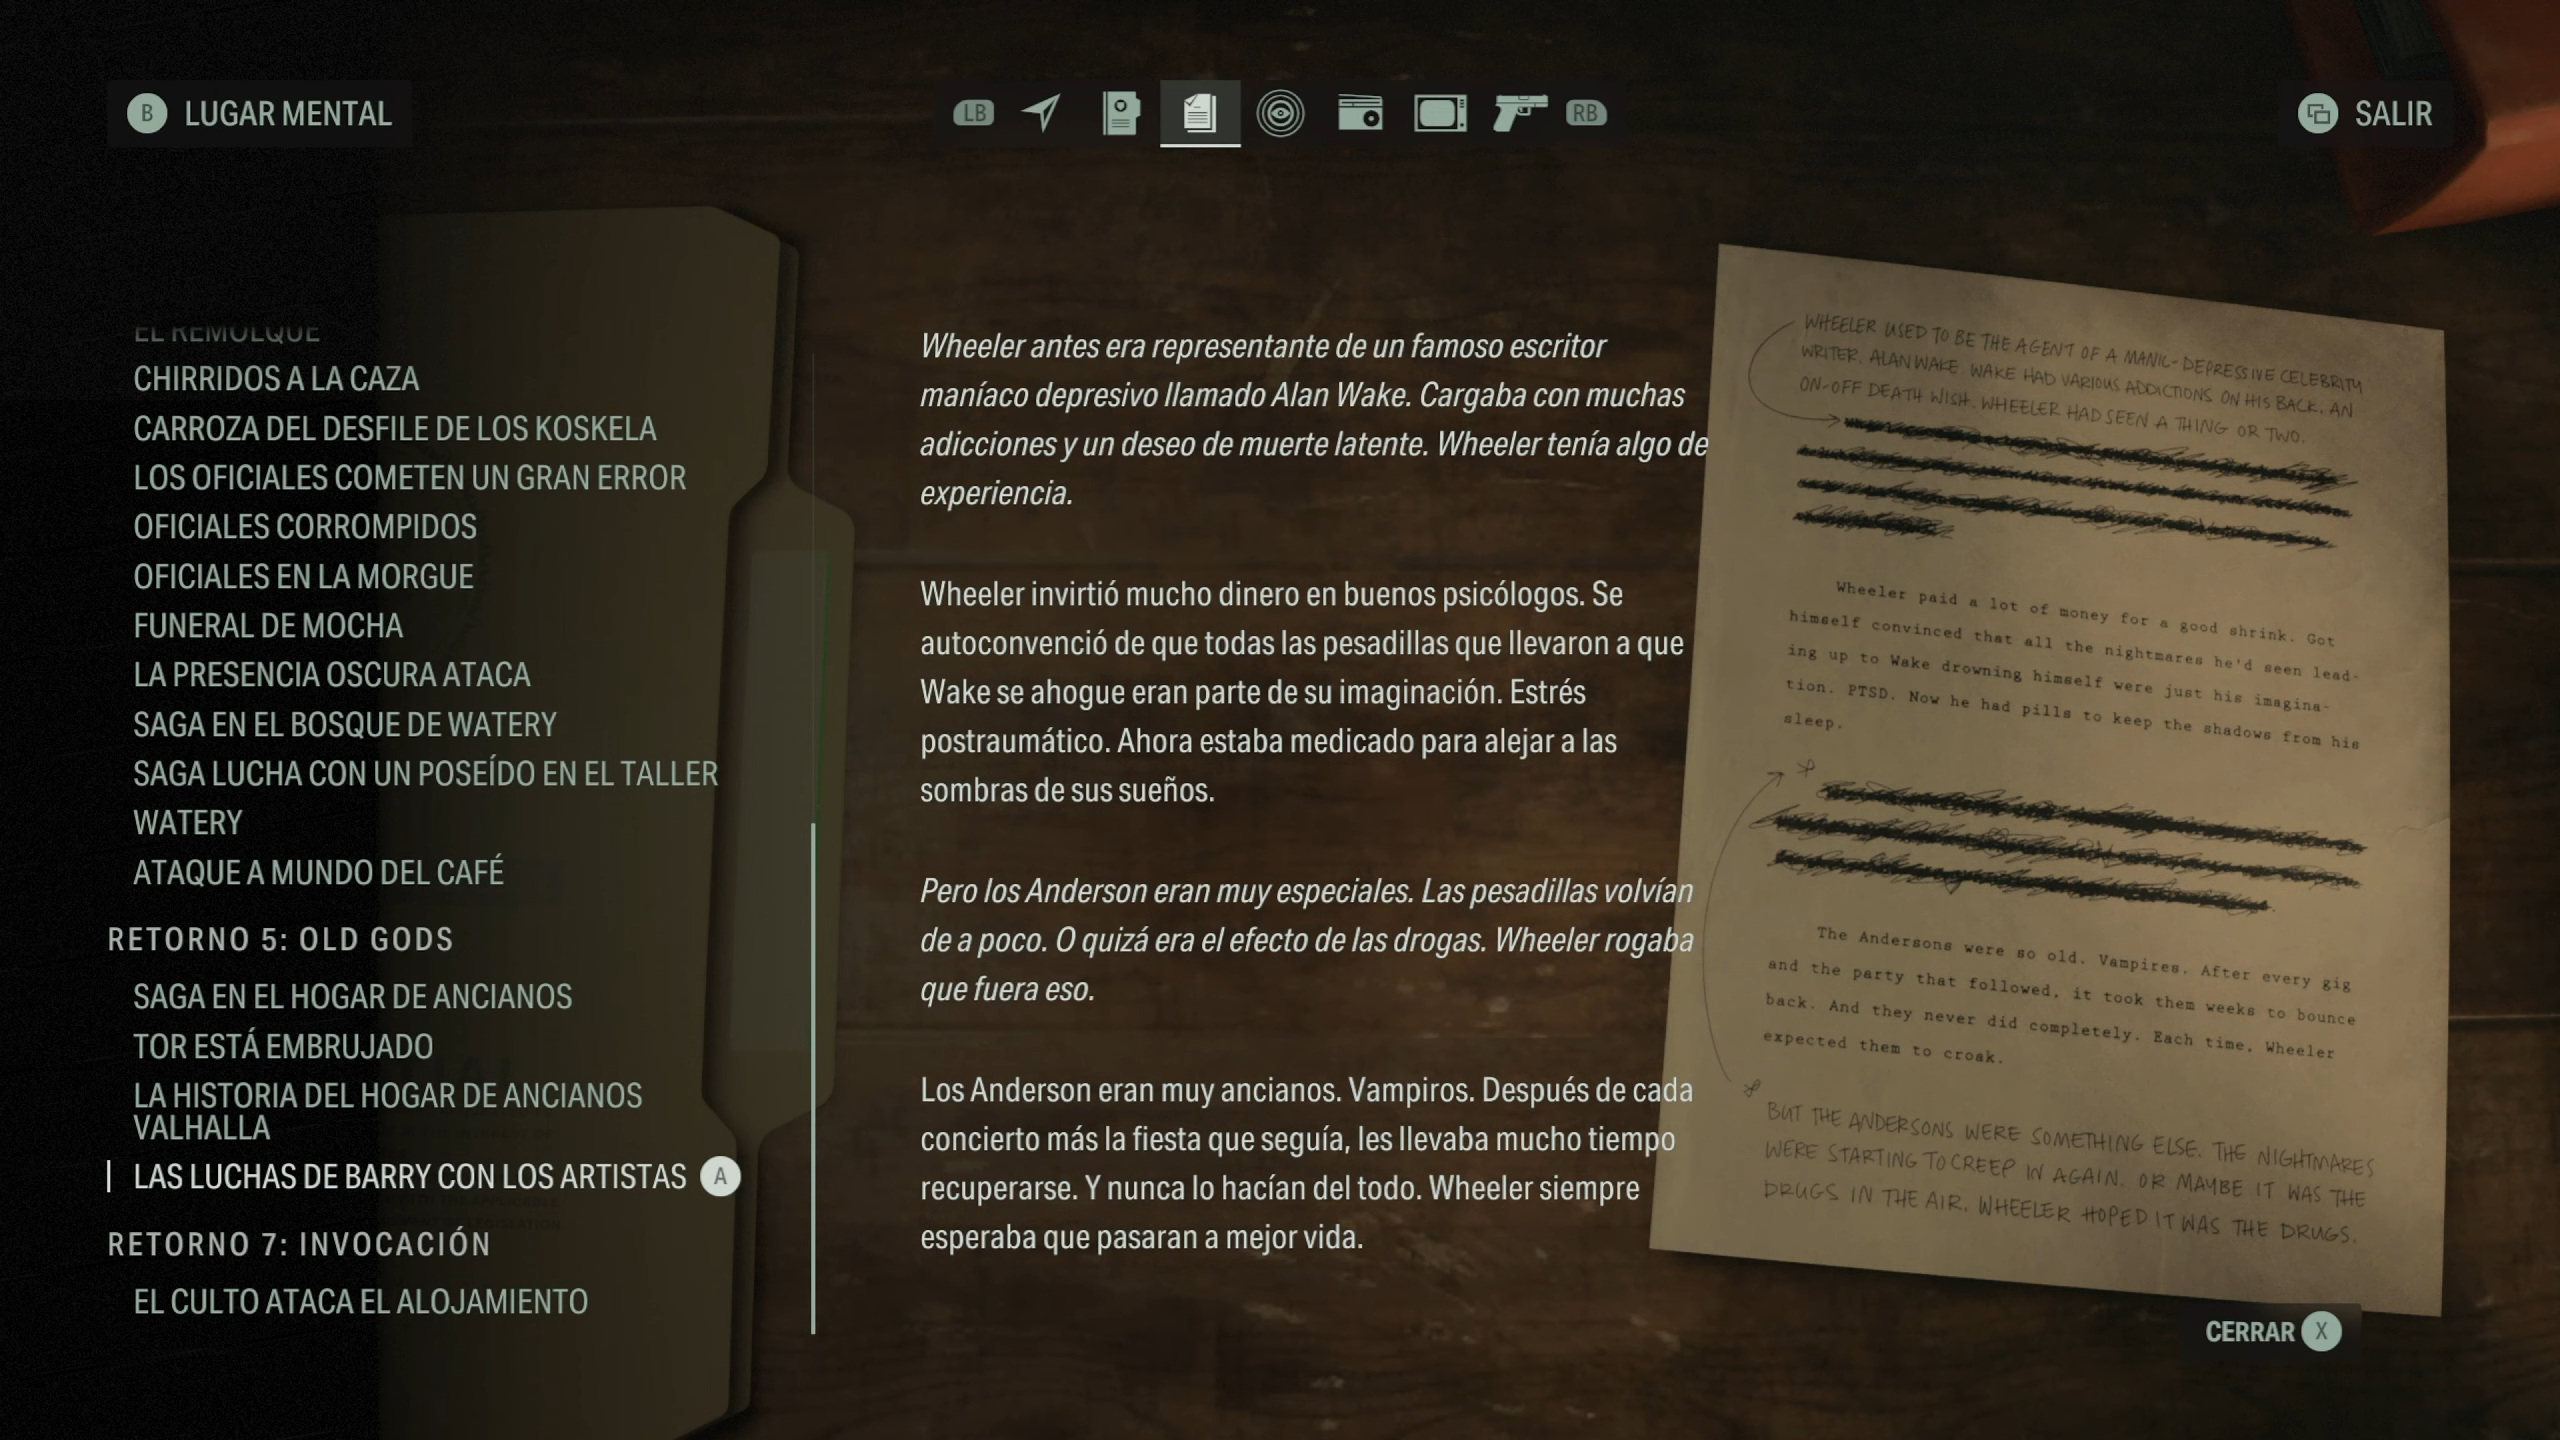 B LUGAR MENTAL
LB
RB
SALIR
EL REMOLQUE
CHIRRIDOS A LA CAZA
CARROZA DEL DESFILE DE LOS KOSKELA
LOS OFICIALES COMETEN UN GRAN ERROR
OFICIALES CORROMPIDOS
OFICIALES EN LA MORGUE
FUNERAL DE MOCHA
LA PRESENCIA OSCURA ATACA
SAGA EN EL BOSQUE DE WATERY
SAGA LUCHA CON UN POSEÍDO EN EL TALLER
WATERY
ATAQUE A MUNDO DEL CAFÉ
RETORNO 5: OLD GODS
SAGA EN EL HOGAR DE ANCIANOS
TOR ESTÁ EMBRUJADO
LA HISTORIA DEL HOGAR DE ANCIANOS
VALHALLA
LAS LUCHAS DE BARRY CON LOS ARTISTAS A
RETORNO 7: INVOCACIÓN
EL CULTO ATACA EL ALOJAMIENTO
Wheeler antes era representante de un famoso escritor
maníaco depresivo llamado Alan Wake. Cargaba con muchas
adicciones y un deseo de muerte latente. Wheeler tenía algo de
experiencia.
Wheeler invirtió mucho dinero en buenos psicólogos. Se
autoconvenció de que todas las pesadillas que llevaron a que
Wake se ahogue eran parte de su imaginación. Estrés
postraumático. Ahora estaba medicado para alejar a las
sombras de sus sueños.
Pero los Anderson eran muy especiales. Las pesadillas volvían
de a poco. O quizá era el efecto de las drogas. Wheeler rogaba
que fuera eso.
Los Anderson eran muy ancianos. Vampiros. Después de cada
concierto más la fiesta que seguía, les llevaba mucho tiempo
recuperarse. Y nunca lo hacían del todo. Wheeler siempre
esperaba que pasaran a mejor vida.
WHEELER USED TO BE THE AGENT OF A MANIC-DEPRESSIVE CELEBRITY
WRITER, ALAN WAKE. WAKE HAD VARIOUS ADDICTIONS ON HIS BACK, AN
ON-OFF DEATH WISH. WHEELER HAD SEEN A THING OR TWO.
Wheeler paid a lot of money for a good shrink. Got
himself convinced that all the nightmares he'd seen lead-
ing up to Wake drowning himself were just his imagina-
tion. PTSD. Now he had pills to keep the shadows from his
sleep.
The Andersons were so old. Vampires. After every gig
and the party that followed, it took them weeks to bounce
back. And they never did completely. Each time, Wheeler
expected them to croak.
BUT THE ANDERSONS WERE SOMETHING ELSE. THE NIGHTMARES
WERE STARTING TO CREEP IN AGAIN. OR MAYBE IT WAS THE
DRUGS IN THE AIR. WHEELER HOPED IT WAS THE DRUGS.
CERRAR X